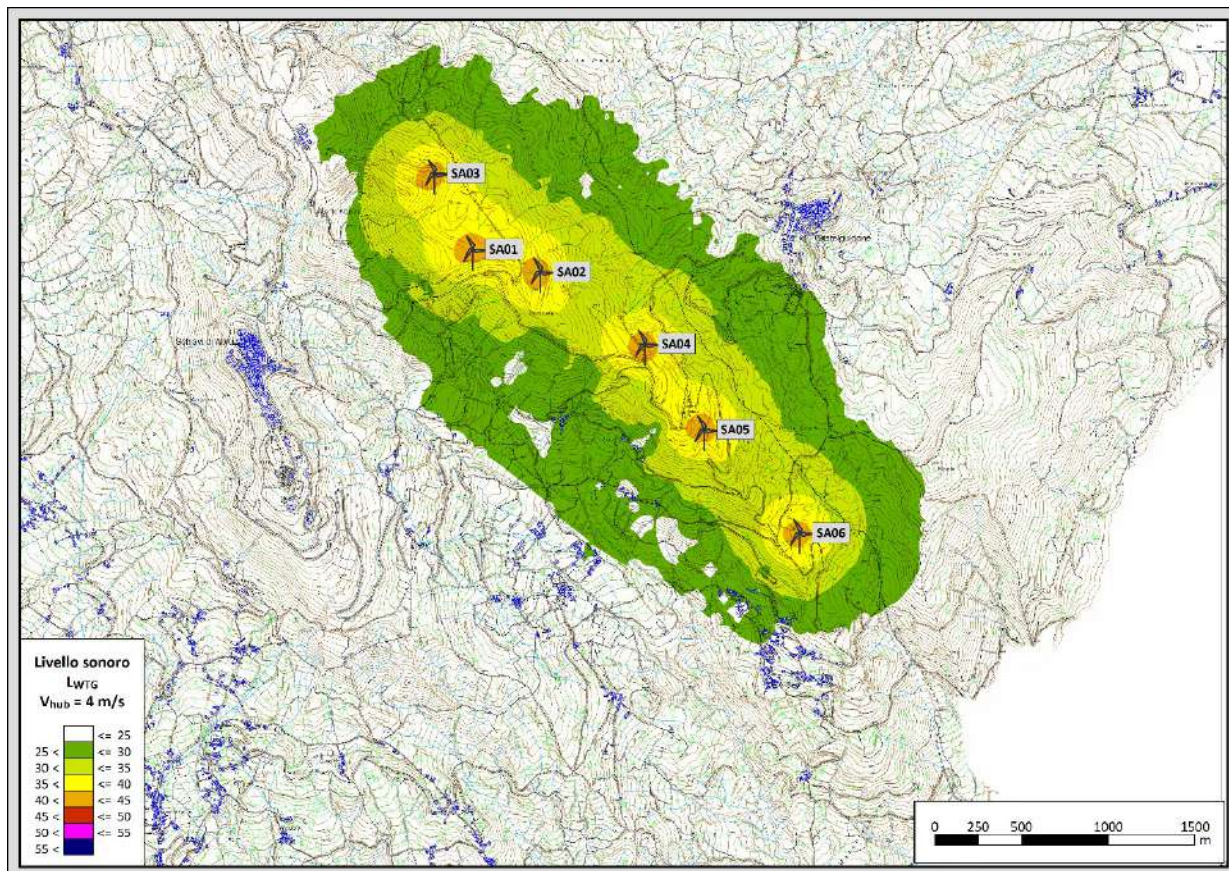 SA03
SA01
SA02
SA04
SA05
SA06
Livello sonoro
LWTG
Vhub = 4 m/s
<= 25
25 < <= 30
30 < <= 35
35 < <= 40
40 < <= 45
45 < <= 50
50 < <= 55
55 <
0 250 500 1000 1500
m